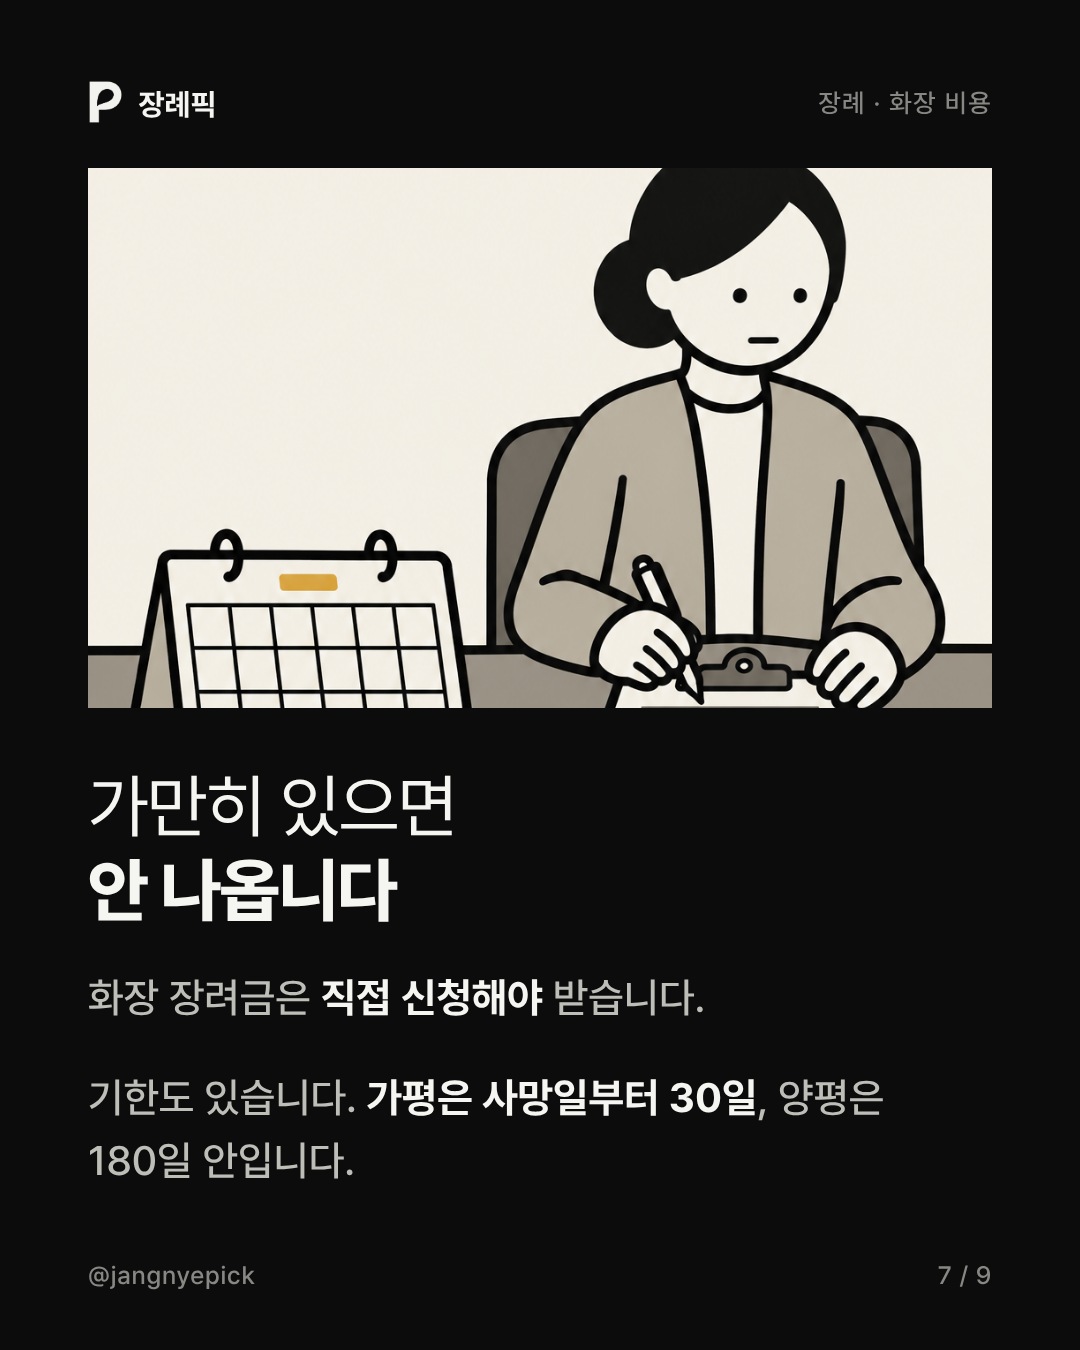 장례픽
장례 · 화장 비용
가만히 있으면
안 나옵니다
화장 장려금은 직접 신청해야 받습니다.
기한도 있습니다. 가평은 사망일부터 30일, 양평은
180일 안입니다.
@jangnyepick
7 / 9